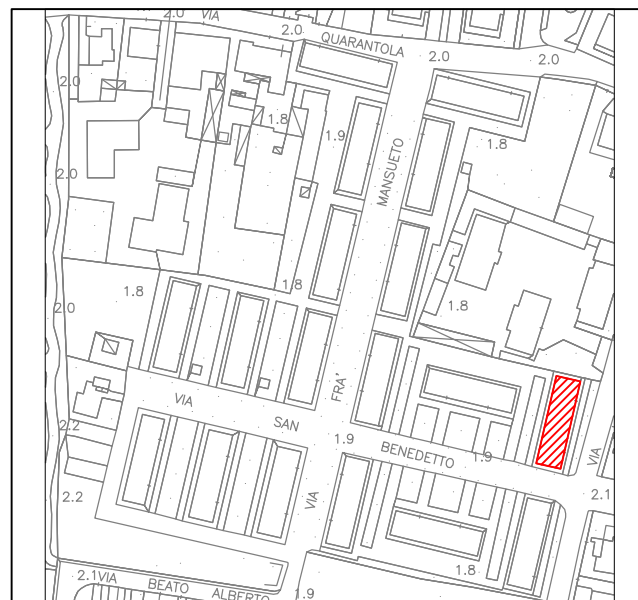 2.0
VIA
2.0
QUARANTOLA
2.0
2.0
2.0
1.8
1.9
1.8
MANSUETO
2.0
1.8
1.8
1.8
2.0
FRA'
VIA
SAN
1.9
BENEDETTO
1.9
VIA
2.2
2.2
VIA
2.1
1.8
2.1
VIA
BEATO
ALBERTO
1.9